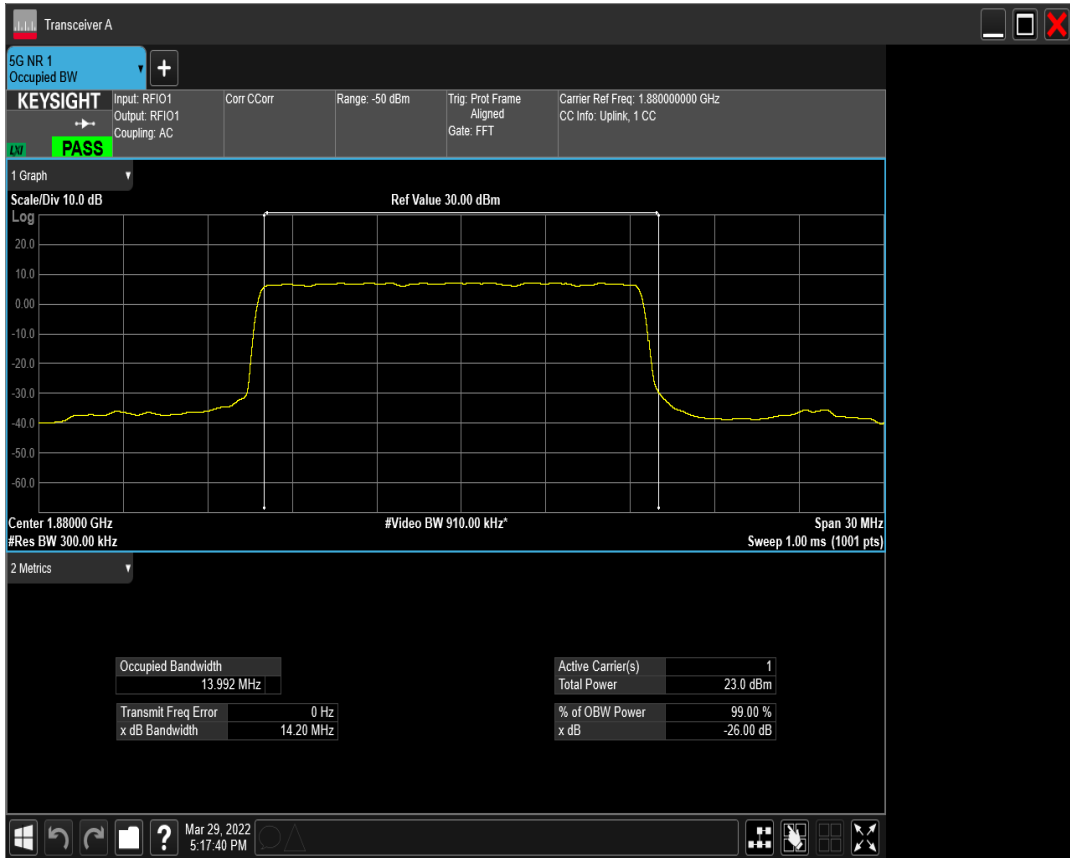 Transceiver A
5G NR 1
Occupied BW
+
KEYSIGHT
Input: RFIO1
Output: RFIO1
Coupling: AC
Corr CCorr
Range: -50 dBm
Trig: Prot Frame
Aligned
Gate: FFT
Carrier Ref Freq: 1.880000000 GHz
CC Info: Uplink, 1 CC
LXI
PASS
1 Graph
Scale/Div 10.0 dB
Ref Value 30.00 dBm
Log
20.0
10.0
0.00
-10.0
-20.0
-30.0
-40.0
-50.0
-60.0
Center 1.88000 GHz
#Video BW 910.00 kHz*
Span 30 MHz
#Res BW 300.00 kHz
Sweep 1.00 ms (1001 pts)
2 Metrics
Occupied Bandwidth
13.992 MHz
Active Carrier(s) 1
Total Power 23.0 dBm
Transmit Freq Error 0 Hz
x dB Bandwidth 14.20 MHz
% of OBW Power 99.00 %
x dB -26.00 dB
?
Mar 29, 2022
5:17:40 PM